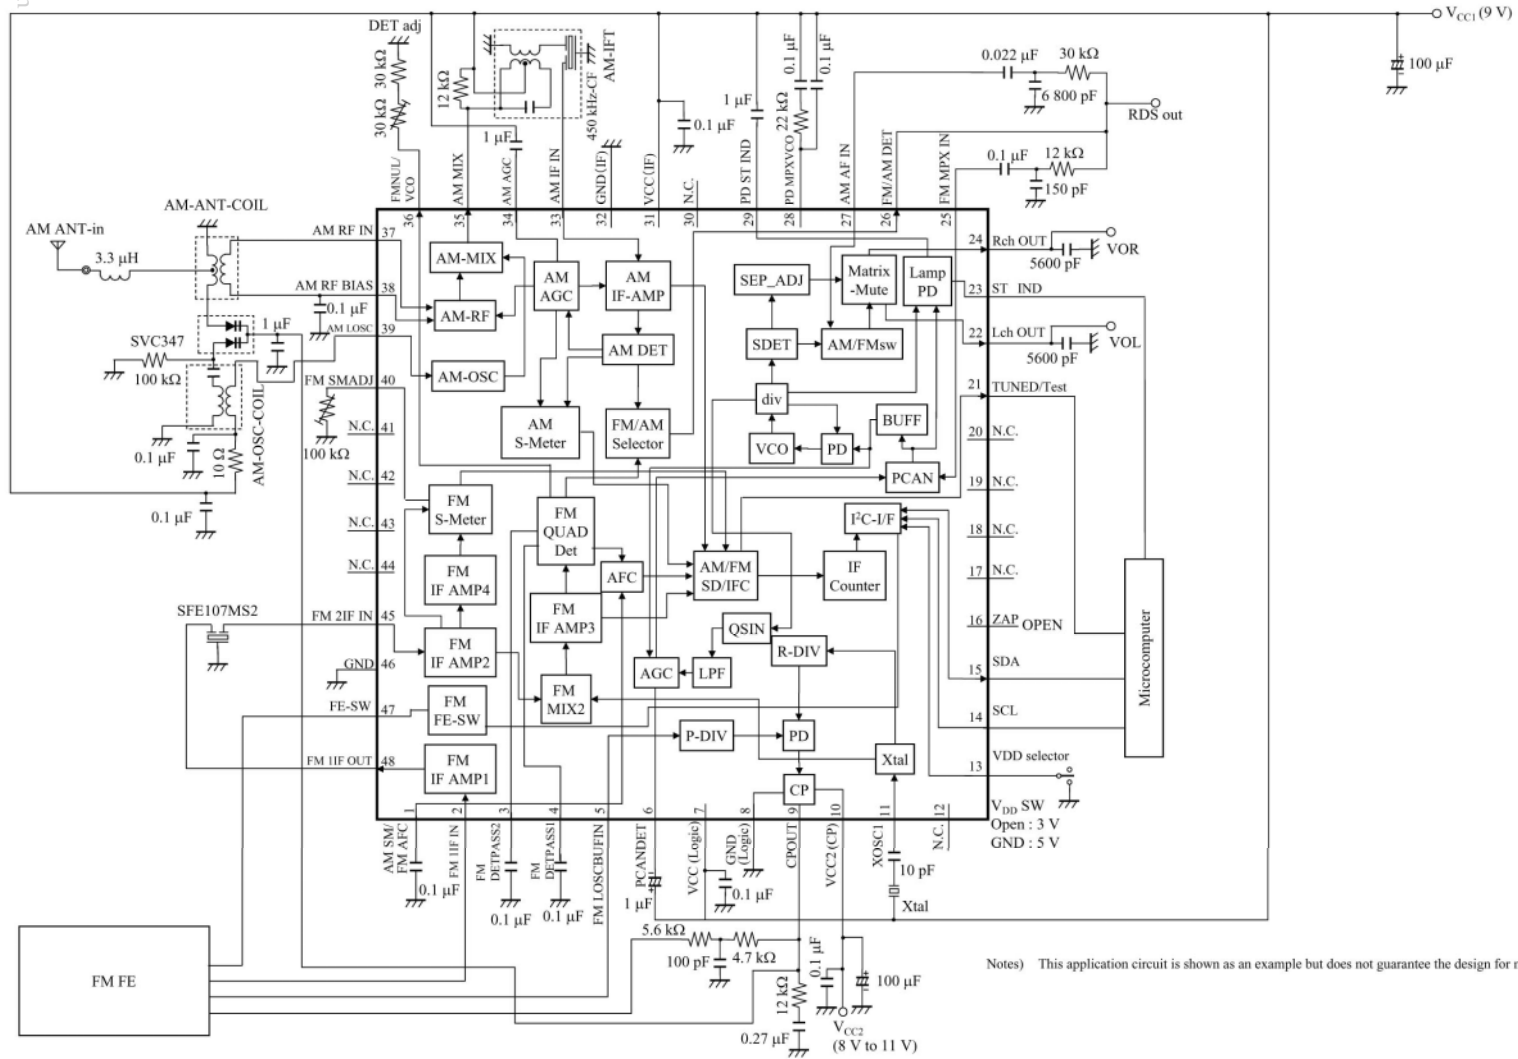 VCC1 (9 V)
DET adj
30 kΩ
30 kΩ
12 kΩ
AM-IFT
450 kHz-CF
1 μF
0.1 μF
1 μF
0.1 μF
0.1 μF
22 kΩ
0.022 μF
30 kΩ
6 800 pF
100 μF
RDS out
0.1 μF
12 kΩ
150 pF
FMNUL/
VCO
AM MIX
AM AGC
AM IF IN
GND (IF)
VCC (IF)
N.C.
PD ST IND
PD MPXVCO
AM AF IN
FM/AM DET
FM MPX IN
36
35
34
33
32
31
30
29
28
27
26
25
AM-ANT-COIL
AM ANT-in
3.3 μH
AM RF IN
37
AM RF BIAS
38
0.1 μF
AM LOSC
39
1 μF
SVC347
100 kΩ
FM SMADJ
40
100 kΩ
AM-OSC-COIL
N.C.
41
0.1 μF
10 Ω
N.C.
42
0.1 μF
N.C.
43
N.C.
44
SFE107MS2
FM 2IF IN
45
GND
46
FE-SW
47
FM 1IF OUT
48
AM-MIX
AM
AGC
AM
IF-AMP
AM-RF
AM DET
AM-OSC
AM
S-Meter
FM/AM
Selector
SEP_ADJ
Matrix
-Mute
Lamp
PD
SDET
AM/FMsw
div
BUFF
VCO
PD
PCAN
FM
S-Meter
FM
QUAD
Det
FM
IF AMP4
AFC
AM/FM
SD/IFC
I²C-I/F
IF
Counter
FM
IF AMP3
FM
IF AMP2
QSIN
R-DIV
AGC
LPF
FM
MIX2
FM
FE-SW
P-DIV
PD
Xtal
FM
IF AMP1
CP
24
Rch OUT
VOR
5600 pF
23
ST IND
22
Lch OUT
VOL
5600 pF
21
TUNED/Test
20
N.C.
19
N.C.
18
N.C.
17
N.C.
16
ZAP
OPEN
15
SDA
14
SCL
13
VDD selector
Microcomputer
VDD SW
Open : 3 V
GND : 5 V
1
2
3
4
5
6
7
8
9
10
11
12
AM SM/
FM AFC
FM 1IF IN
FM
DETPASS2
FM
DETPASS1
FM LOSCBUFIN
PCANDET
VCC (Logic)
GND
(Logic)
CPOUT
VCC2 (CP)
XOSC1
N.C.
0.1 μF
0.1 μF
0.1 μF
1 μF
0.1 μF
10 pF
Xtal
5.6 kΩ
100 pF
4.7 kΩ
12 kΩ
0.27 μF
0.1 μF
100 μF
VCC2
(8 V to 11 V)
FM FE
Notes) This application circuit is shown as an example but does not guarantee the design for